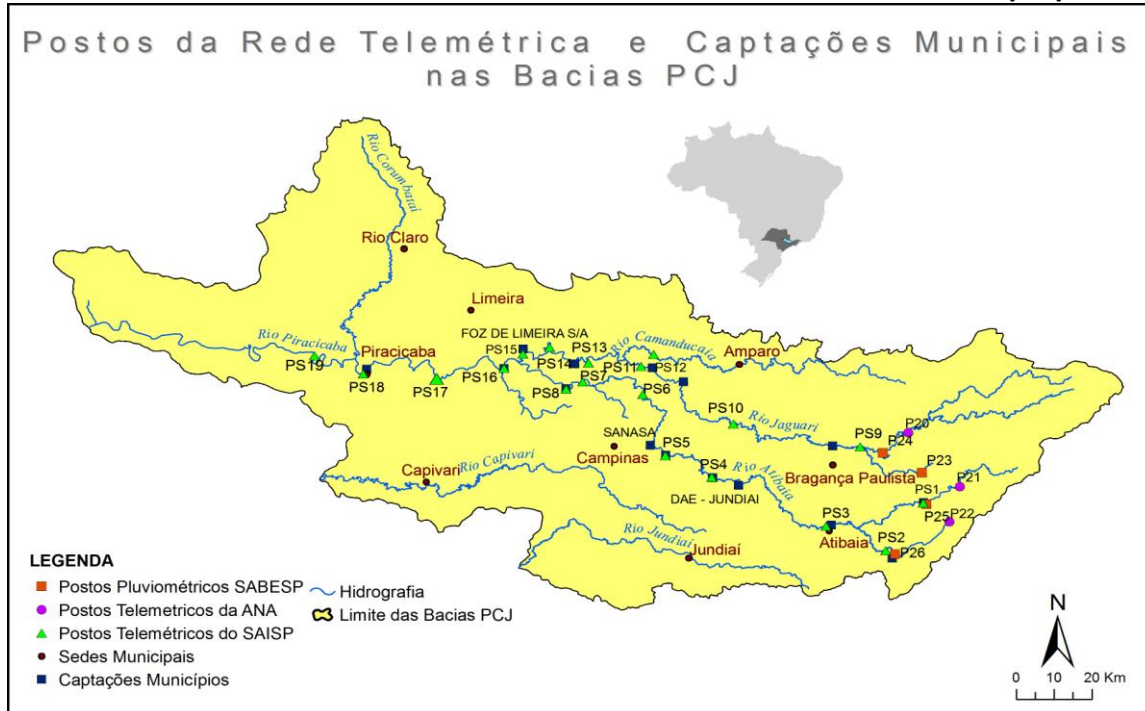 Postos da Rede Telemétrica e Captações Municipais
nas Bacias PCJ
Rio Corumbataí
Rio Claro
Limeira
FOZ DE LIMEIRA S/A
Rio Camanducaia
Rio Piracicaba
Piracicaba
PS15
PS14
PS13
Amparo
PS19
PS18
PS17
PS16
PS8
PS7
PS11
PS12
PS6
PS10
Rio Jaguari
P20
PS9
P24
SANASA
Campinas
PS5
PS4
Rio Atibaia
Bragança Paulista
P23
P21
Capivari
Rio Capivari
DAE - JUNDIAI
PS1
P25
P22
PS3
Atibaia
PS2
P26
Rio Jundiaí
Jundiaí
LEGENDA
Postos Pluviométricos SABESP
Hidrografia
Postos Telemetricos da ANA
Limite das Bacias PCJ
Postos Telemétricos do SAISP
Sedes Municipais
Captações Municípios
N
0 10 20 Km